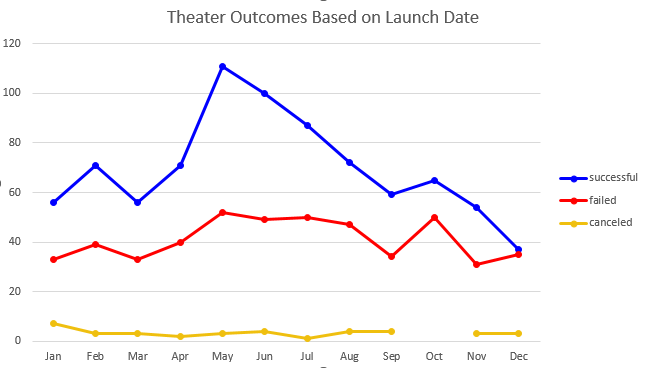 Theater Outcomes Based on Launch Date
120
100
80
60
40
20
0
Jan Feb Mar Apr May Jun Jul Aug Sep Oct Nov Dec
successful
failed
canceled